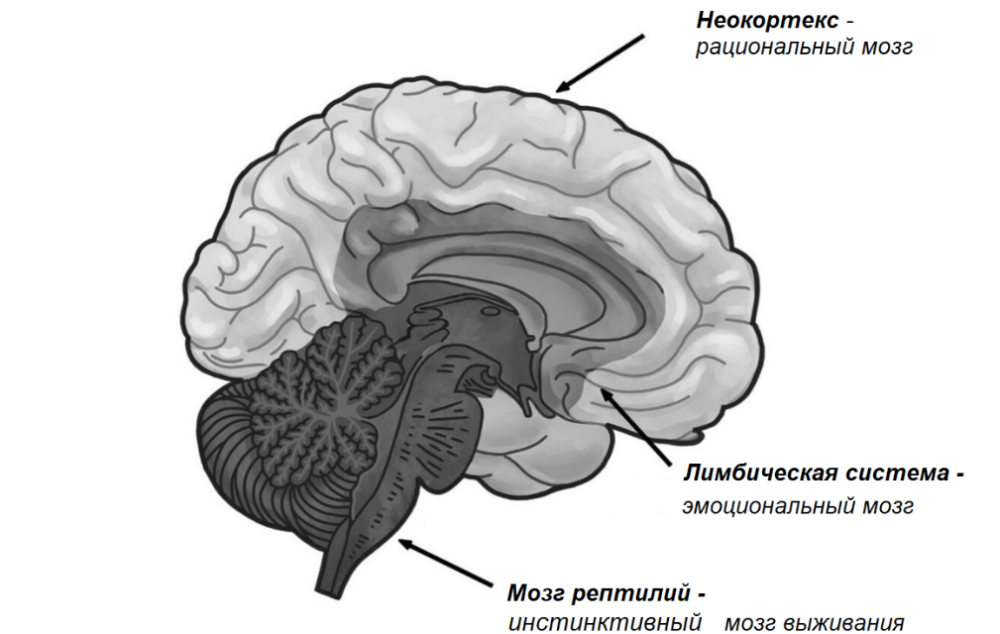 Неокортекс -
рациональный мозг
Лимбическая система -
эмоциональный мозг
Мозг рептилий -
инстинктивный мозг выживания